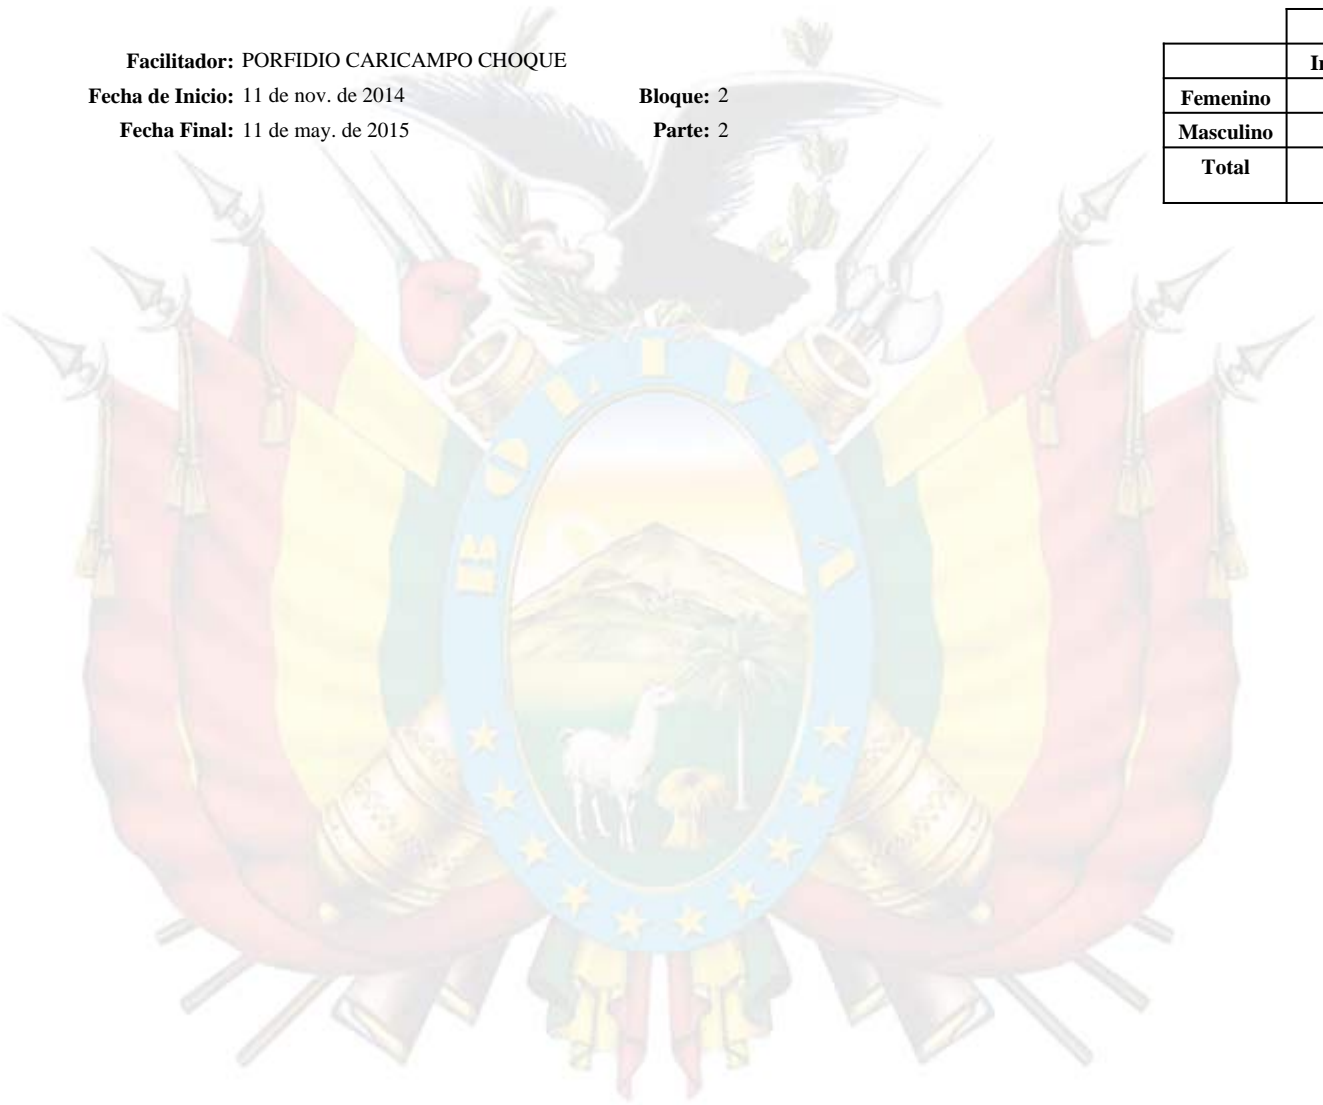 Facilitador: PORFIDIO CARICAMPO CHOQUE
Fecha de Inicio: 11 de nov. de 2014 Bloque: 2
Fecha Final: 11 de may. de 2015 Parte: 2
Femenino
Masculino
Total
BOLIVIA